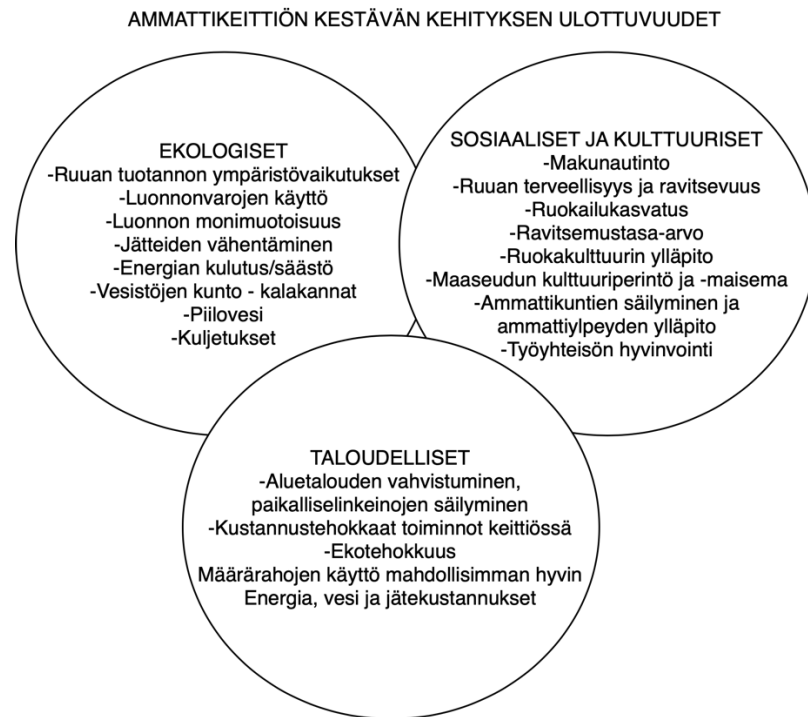 AMMATTIKEITTIÖN KESTÄVÄN KEHITYKSEN ULOTTUVUUDET
EKOLOGISET
-Ruuan tuotannon ympäristövaikutukset
-Luonnonvarojen käyttö
-Luonnon monimuotoisuus
-Jätteiden vähentäminen
-Energian kulutus/säästö
-Vesistöjen kunto - kalakannat
-Piilovesi
-Kuljetukset
SOSIAALISET JA KULTTUURISET
-Makunautinto
-Ruuan terveellisyys ja ravitsevuus
-Ruokailukasvatus
-Ravitsemustasa-arvo
-Ruokakulttuurin ylläpito
-Maaseudun kulttuuriperintö ja -maisema
-Ammattikuntien säilyminen ja
ammattiylpeyden ylläpito
-Työyhteisön hyvinvointi
TALOUDELLISET
-Aluetalouden vahvistuminen,
paikalliselinkeinojen säilyminen
-Kustannustehokkaat toiminnot keittiössä
-Ekotehokkuus
Määrärahojen käyttö mahdollisimman hyvin
Energia, vesi ja jätekustannukset